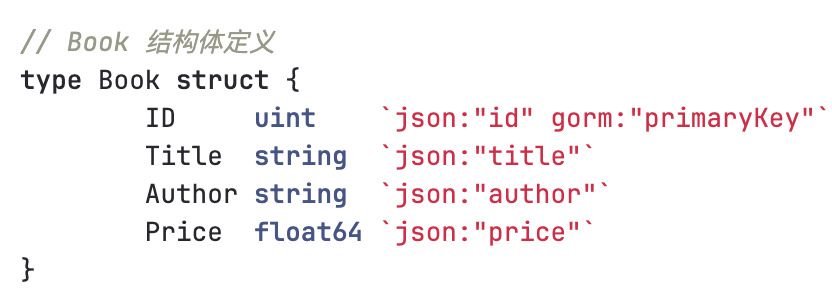 // Book 结构体定义
type Book struct {
        ID     uint    `json:"id" gorm:"primaryKey"`
        Title  string  `json:"title"`
        Author string  `json:"author"`
        Price  float64 `json:"price"`
}